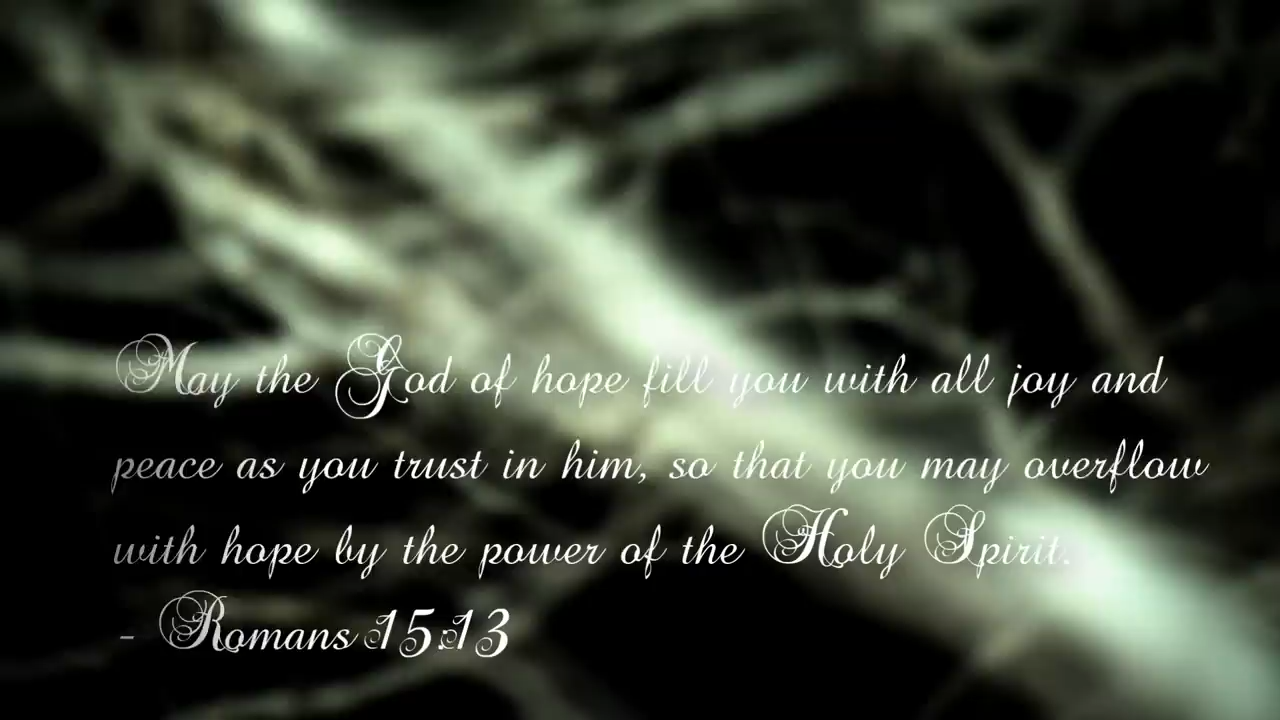 May the God of hope fill you with all joy and
peace as you trust in him, so that you may overflow
with hope by the power of the Holy Spirit.
- Romans 15:13